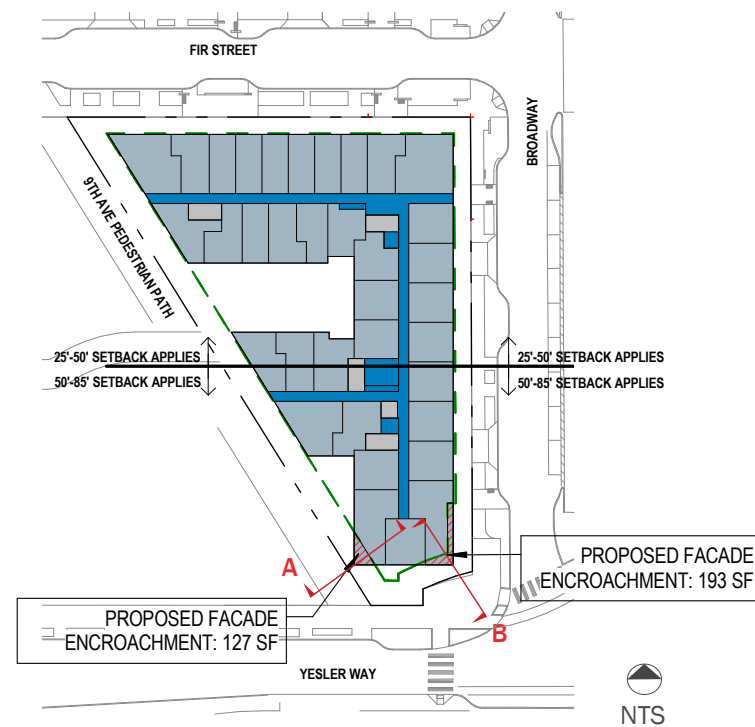 FIR STREET
BROADWAY
9TH AVE PEDESTRIAN PATH
25'-50' SETBACK APPLIES
50'-85' SETBACK APPLIES
25'-50' SETBACK APPLIES
50'-85' SETBACK APPLIES
A
PROPOSED FACADE
ENCROACHMENT: 193 SF
PROPOSED FACADE
ENCROACHMENT: 127 SF
B
YESLER WAY
NTS